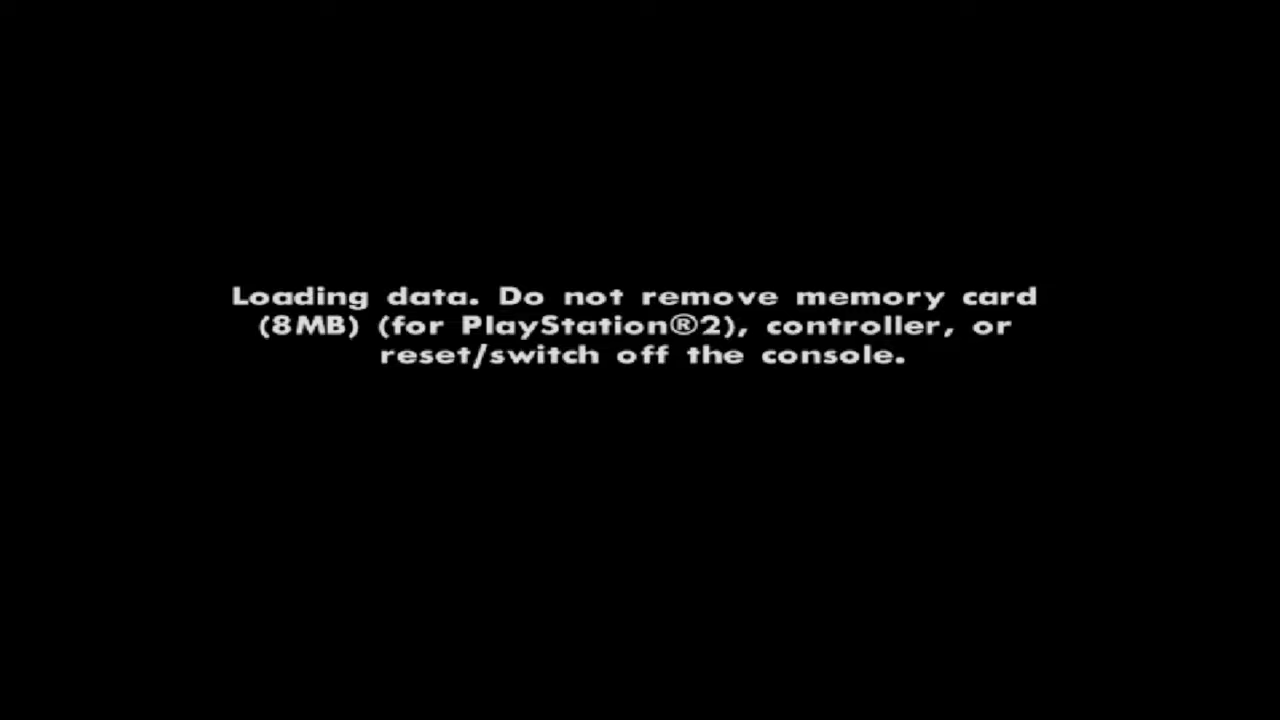 Loading data. Do not remove memory card
(8MB) (for PlayStation®2), controller, or
reset/switch off the console.